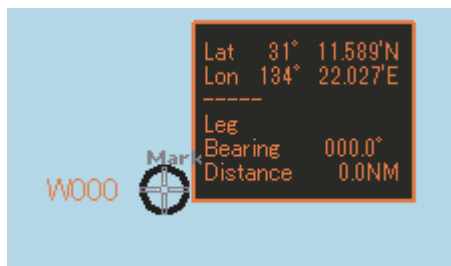 Lat 31° 11.589'N
Lon 134° 22.027'E
-----
Leg
Bearing 000.0°
Distance 0.0NM
Mark
W000